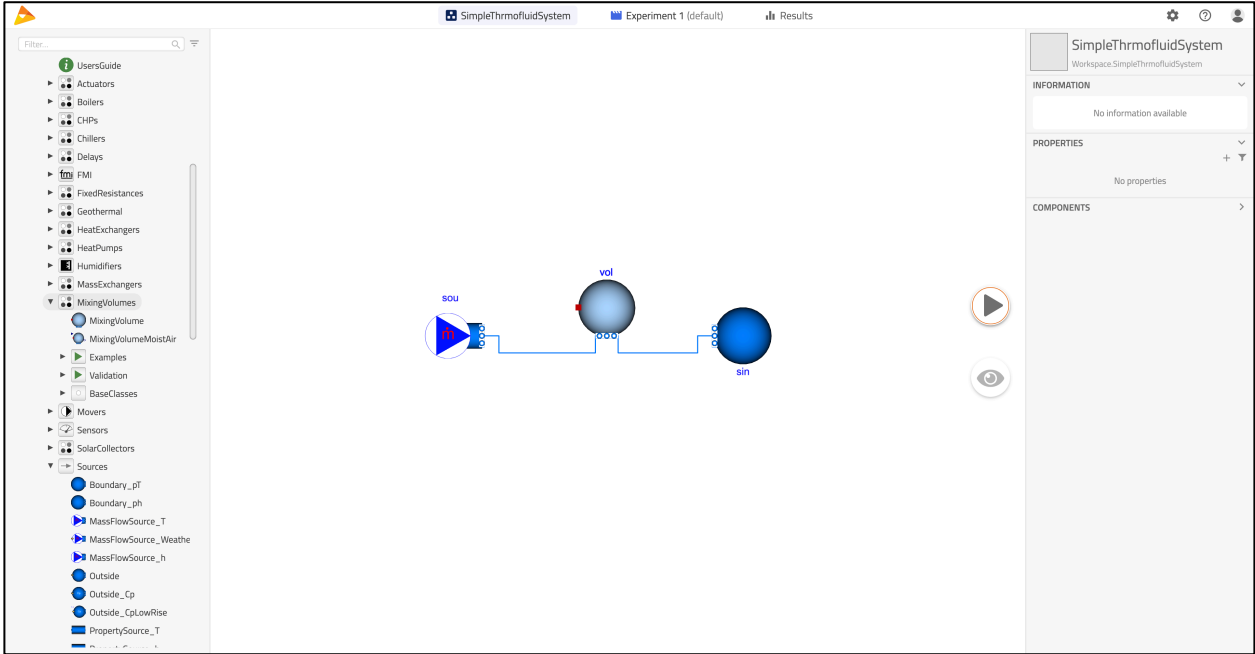 SimpleThrmofluidSystem
Experiment 1 (default)
Results
Filter...
UsersGuide
Actuators
Boilers
CHPs
Chillers
Delays
fmi FMI
FixedResistances
Geothermal
HeatExchangers
HeatPumps
Humidifiers
MassExchangers
MixingVolumes
MixingVolume
MixingVolumeMoistAir
Examples
Validation
BaseClasses
Movers
Sensors
SolarCollectors
Sources
Boundary_pT
Boundary_ph
MassFlowSource_T
MassFlowSource_Weathe
MassFlowSource_h
Outside
Outside_Cp
Outside_CpLowRise
PropertySource_T
sou
ṁ
vol
sin
SimpleThrmofluidSystem
Workspace.SimpleThrmofluidSystem
INFORMATION
No information available
PROPERTIES
No properties
COMPONENTS